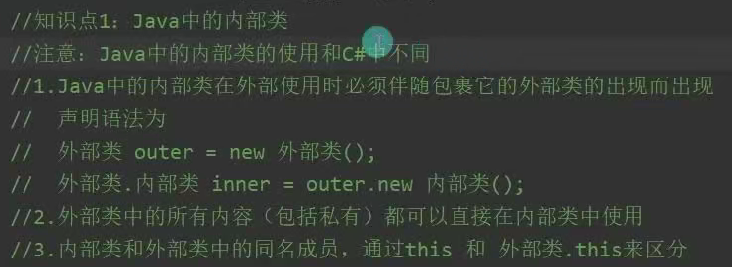 //知识点1：Java中的内部类
//注意：Java中的内部类的使用和C#中不同
//1.Java中的内部类在外部使用时必须伴随包裹它的外部类的出现而出现
//  声明语法为
//  外部类 outer = new 外部类();
//  外部类.内部类 inner = outer.new 内部类();
//2.外部类中的所有内容（包括私有）都可以直接在内部类中使用
//3.内部类和外部类中的同名成员，通过this 和 外部类.this来区分